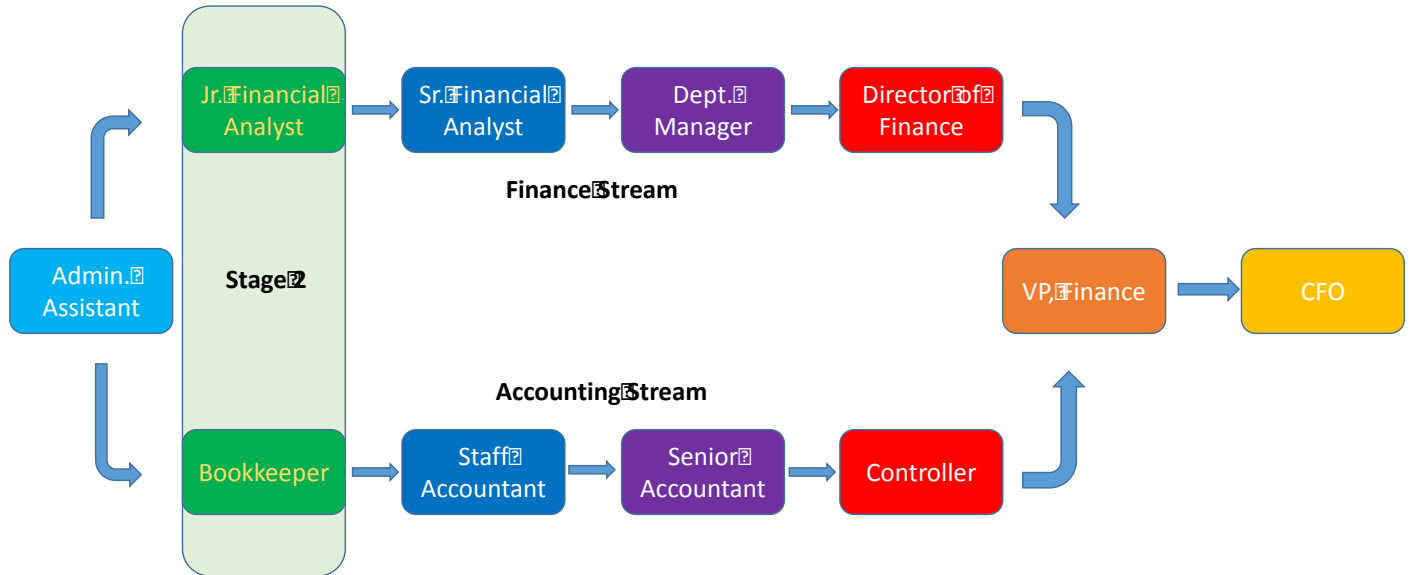 Jr. Financial
Analyst
Sr. Financial
Analyst
Dept.
Manager
Director of
Finance
Finance Stream
Admin.
Assistant
Stage 2
VP, Finance
CFO
Accounting Stream
Bookkeeper
Staff
Accountant
Senior
Accountant
Controller